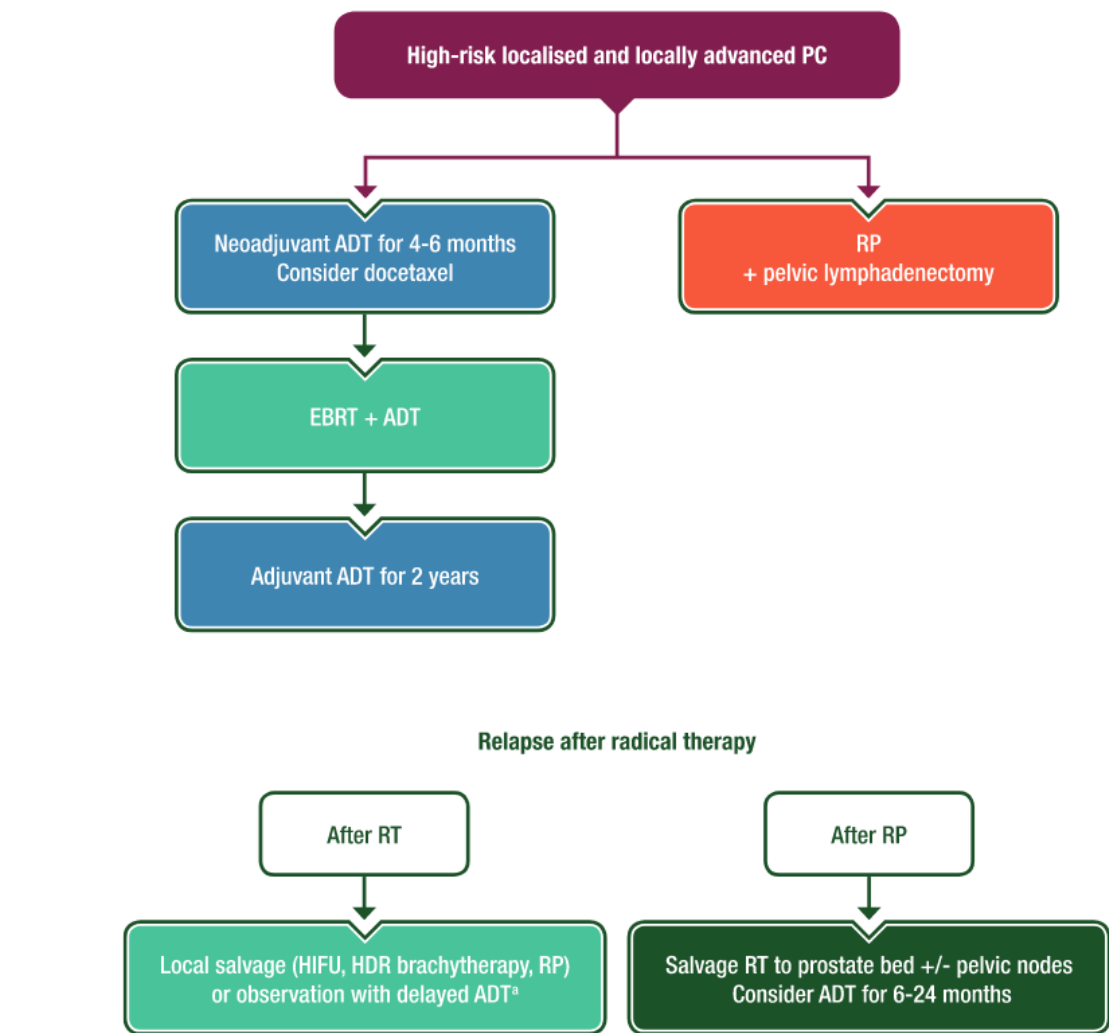 High-risk localised and locally advanced PC
Neoadjuvant ADT for 4-6 months
Consider docetaxel
RP
+ pelvic lymphadenectomy
EBRT + ADT
Adjuvant ADT for 2 years
Relapse after radical therapy
After RT
After RP
Local salvage (HIFU, HDR brachytherapy, RP)
or observation with delayed ADTᵃ
Salvage RT to prostate bed +/- pelvic nodes
Consider ADT for 6-24 months